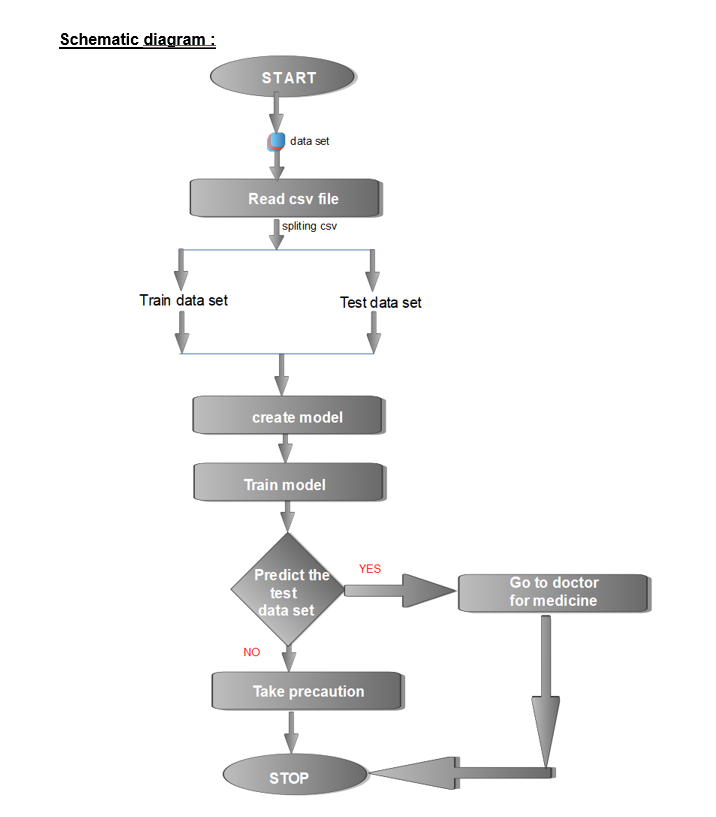 Schematic diagram :
START
data set
Read csv file
spliting csv
Train data set
Test data set
create model
Train model
Predict the
test
data set
YES
Go to doctor
for medicine
NO
Take precaution
STOP